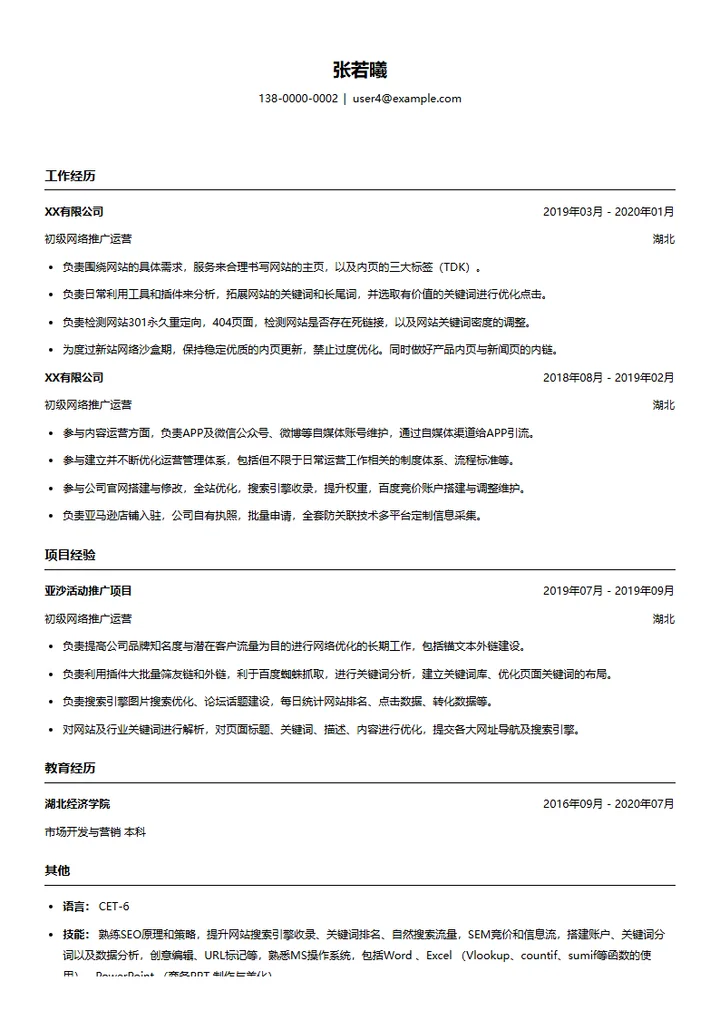 张若曦
138-0000-0002 | user4@example.com
工作经历
XX有限公司 2019年03月 - 2020年01月
初级网络推广运营 湖北
• 负责围绕网站的具体需求，服务来合理书写网站的主页，以及内页的三大标签（TDK）。
• 负责日常利用工具和插件来分析，拓展网站的关键词和长尾词，并选取有价值的关键词进行优化点击。
• 负责检测网站301永久重定向，404页面，检测网站是否存在死链接，以及网站关键词密度的调整。
• 为度过新站网络沙盒期，保持稳定优质的内页更新，禁止过度优化。同时做好产品内页与新闻页的内链。
XX有限公司 2018年08月 - 2019年02月
初级网络推广运营 湖北
• 参与内容运营方面，负责APP及微信公众号、微博等自媒体账号维护，通过自媒体渠道给APP引流。
• 参与建立并不断优化运营管理体系，包括但不限于日常运营工作相关的制度体系、流程标准等。
• 参与公司官网搭建与修改，全站优化，搜索引擎收录，提升权重，百度竞价账户搭建与调整维护。
• 负责亚马逊店铺入驻，公司自有执照，批量申请，全套防关联技术多平台定制信息采集。
项目经验
亚沙活动推广项目 2019年07月 - 2019年09月
初级网络推广运营 湖北
• 负责提高公司品牌知名度与潜在客户流量为目的进行网络优化的长期工作，包括锚文本外链建设。
• 负责利用插件大批量筛友链和外链，利于百度蜘蛛抓取，进行关键词分析，建立关键词库、优化页面关键词的布局。
• 负责搜索引擎图片搜索优化、论坛话题建设，每日统计网站排名、点击数据、转化数据等。
• 对网站及行业关键词进行解析，对页面标题、关键词、描述、内容进行优化，提交各大网址导航及搜索引擎。
教育经历
湖北经济学院 2016年09月 - 2020年07月
市场开发与营销 本科
其他
• 语言： CET-6
• 技能： 熟练SEO原理和策略，提升网站搜索引擎收录、关键词排名、自然搜索流量，SEM竞价和信息流，搭建账户、关键词分
词以及数据分析，创意编辑、URL标记等，熟悉MS操作系统，包括Word 、Excel （Vlookup、countif、sumif等函数的使
用）、PowerPoint （商务PPT 制作与美化）